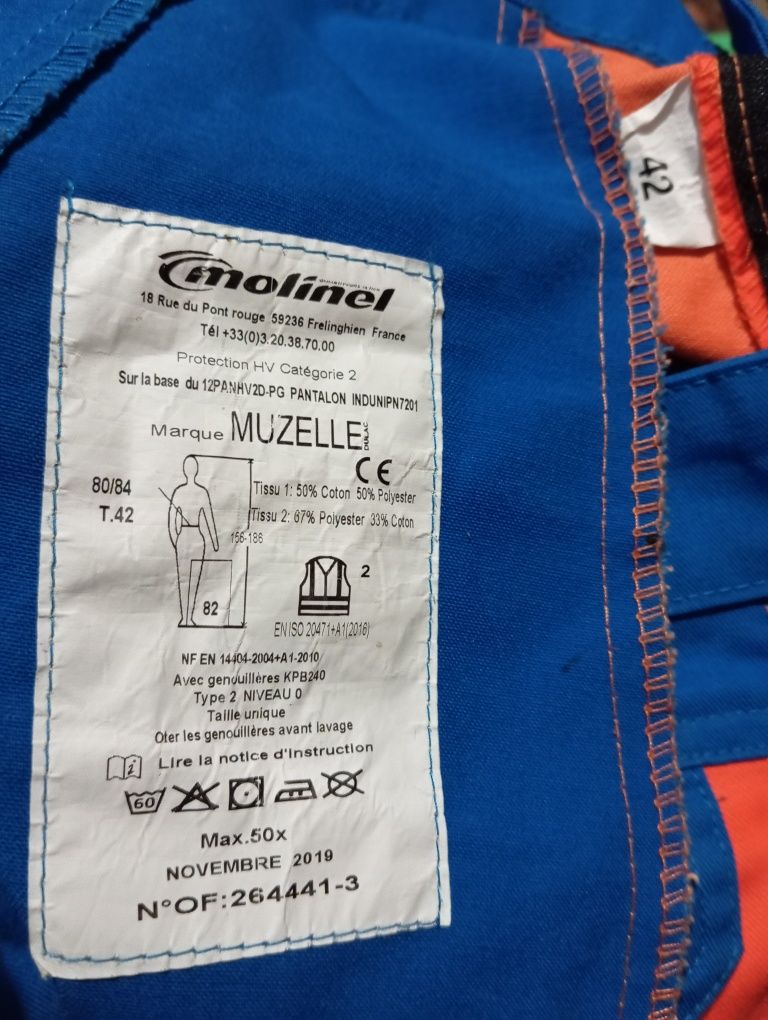 42
molinel
18 Rue du Pont rouge 59236 Frelinghien France
Tél +33(0)3.20.38.70.00
Protection HV Catégorie 2
Sur la base du 12PANHV2D-PG PANTALON INDUNIPN7201
Marque MUZELLE DULAC
CE
80/84
T.42
Tissu 1: 50% Coton 50% Polyester
Tissu 2: 67% Polyester 33% Coton
156-186
82
2
EN ISO 20471+A1(2016)
NF EN 14404-2004+A1-2010
Avec genouillères KPB240
Type 2 NIVEAU 0
Taille unique
Oter les genouillères avant lavage
i Lire la notice d'instruction
60
Max.50x
NOVEMBRE 2019
N°OF:264441-3